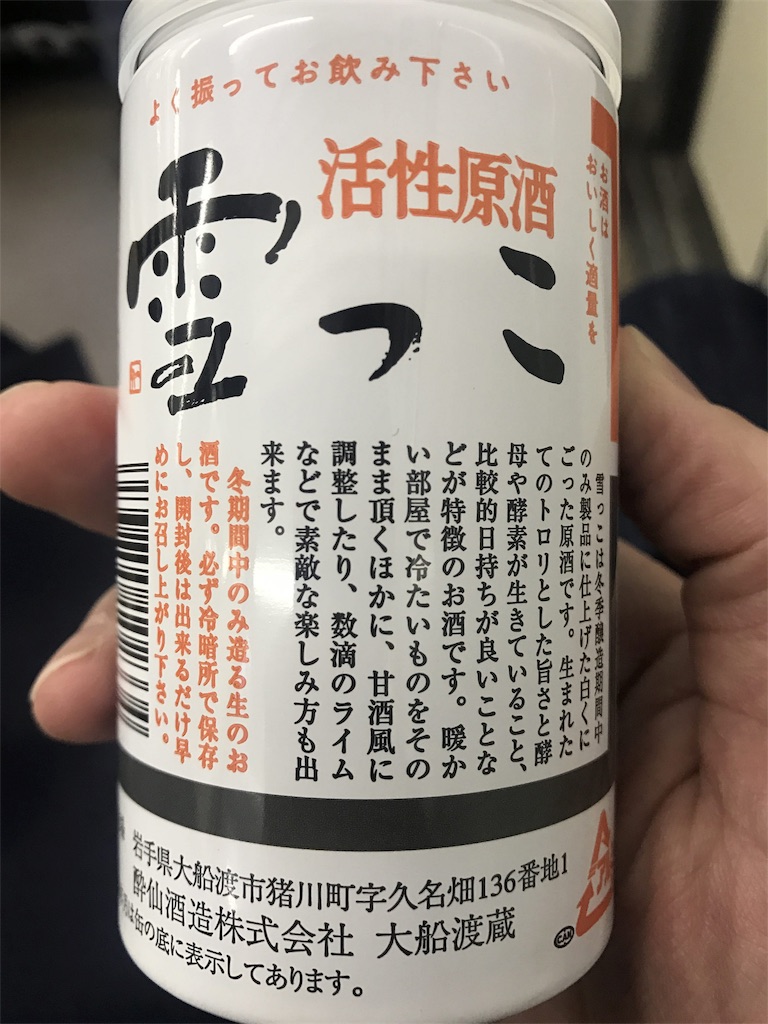 よく振ってお飲み下さい
活性原酒
雪っこ
お酒は
おいしく適量を
雪っこは冬季醸造期間中
のみ製品に仕上げた白くに
ごった原酒です。生まれた
てのトロリとした旨さと酵
母や酵素が生きていること、
比較的日持ちが良いことな
どが特徴のお酒です。暖か
い部屋で冷たいものをその
まま頂くほかに、甘酒風に
調整したり、数滴のライム
などで素敵な楽しみ方も出
来ます。
冬期間中のみ造る生のお
酒です。必ず冷暗所で保存
し、開封後は出来るだけ早
めにお召し上がり下さい。
岩手県大船渡市猪川町字久名畑136番地1
酔仙酒造株式会社 大船渡蔵
は缶の底に表示してあります。
CAN